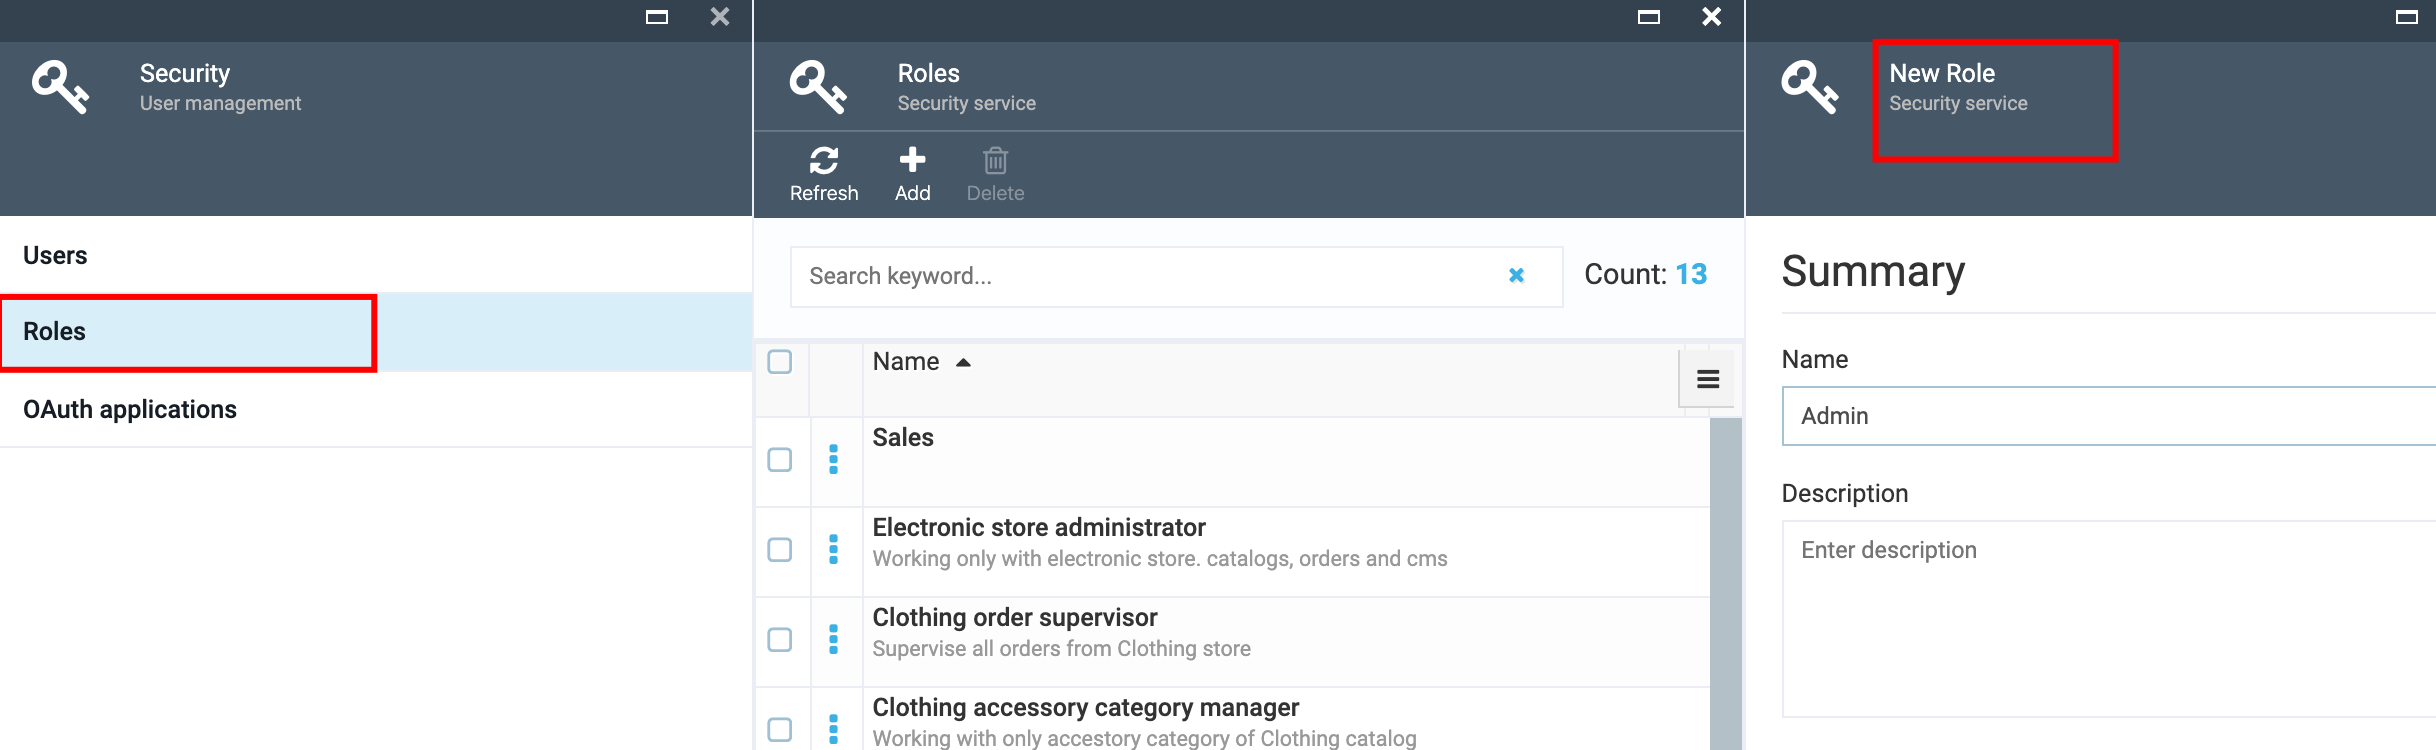 Security
User management
Users
Roles
OAuth applications
Roles
Security service
Refresh
Add
Delete
Search keyword...
Count: 13
Name
Sales
Electronic store administrator
Working only with electronic store. catalogs, orders and cms
Clothing order supervisor
Supervise all orders from Clothing store
Clothing accessory category manager
Working with only accestory category of Clothing catalog
New Role
Security service
Summary
Name
Admin
Description
Enter description